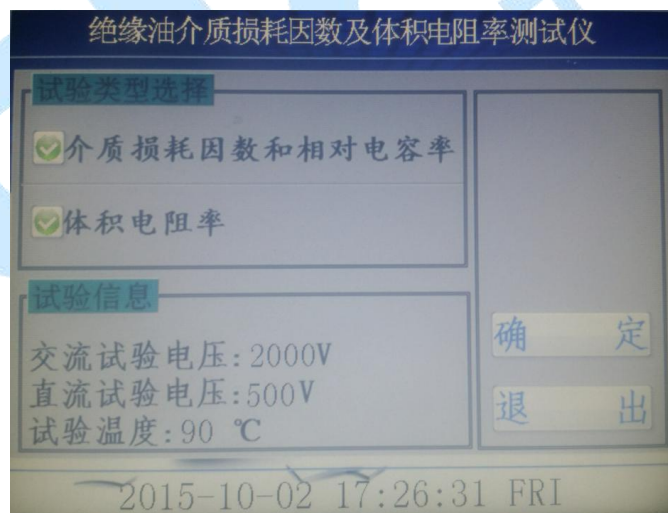 绝缘油介质损耗因数及体积电阻率测试仪
试验类型选择
介质损耗因数和相对电容率
体积电阻率
试验信息
交流试验电压:2000V
直流试验电压:500V
试验温度:90 ℃
确 定
退 出
2015-10-02 17:26:31 FRI